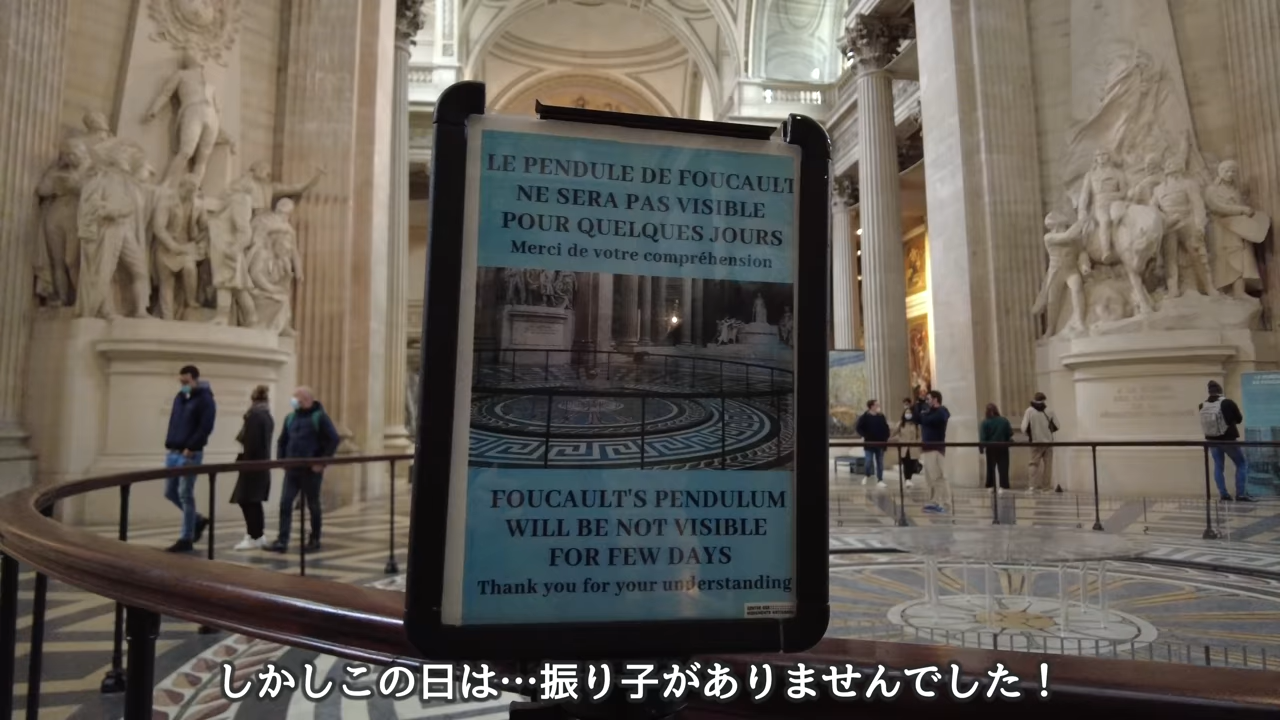 LE PENDULE DE FOUCAULT
NE SERA PAS VISIBLE
POUR QUELQUES JOURS
Merci de votre compréhension
FOUCAULT'S PENDULUM
WILL BE NOT VISIBLE
FOR FEW DAYS
Thank you for your understanding
しかしこの日は…振り子がありませんでした！